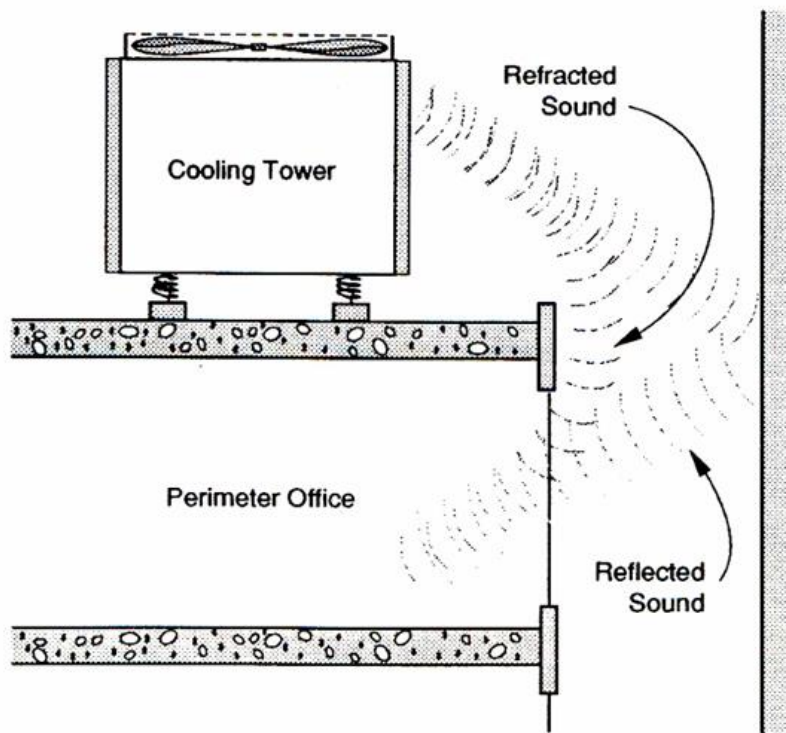 Refracted
Sound
Cooling Tower
Perimeter Office
Reflected
Sound